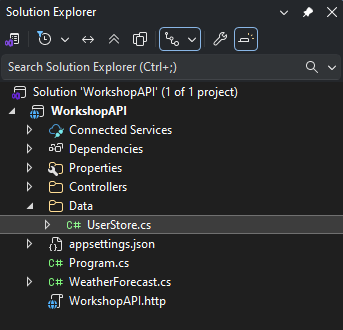 Solution Explorer
Search Solution Explorer (Ctrl+;)
Solution 'WorkshopAPI' (1 of 1 project)
WorkshopAPI
Connected Services
Dependencies
Properties
Controllers
Data
C# UserStore.cs
appsettings.json
C# Program.cs
C# WeatherForecast.cs
WorkshopAPI.http